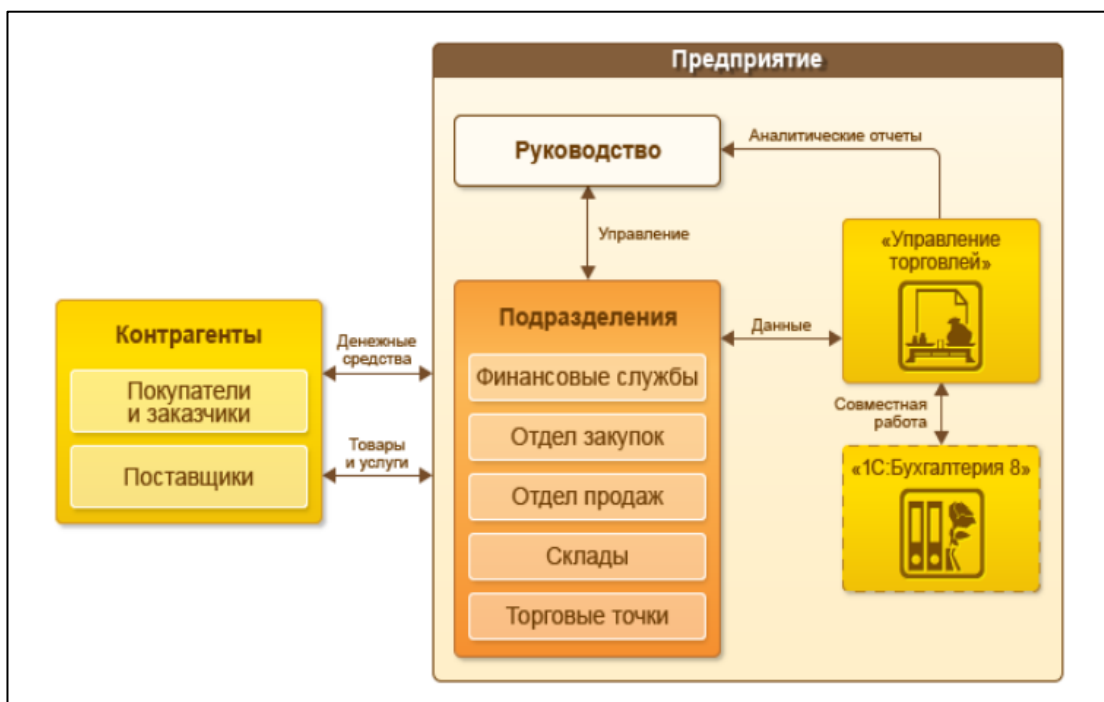 Предприятие
Руководство
Аналитические отчеты
Управление
«Управление
торговлей»
Контрагенты
Покупатели
и заказчики
Поставщики
Денежные
средства
Товары
и услуги
Подразделения
Финансовые службы
Отдел закупок
Отдел продаж
Склады
Торговые точки
Данные
Совместная
работа
«1С:Бухгалтерия 8»